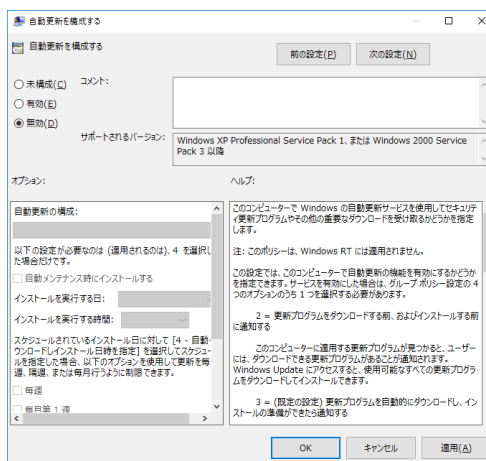 自動更新を構成する
自動更新を構成する
前の設定(P)
次の設定(N)
未構成(C)
コメント:
有効(E)
無効(D)
サポートされるバージョン:
Windows XP Professional Service Pack 1、または Windows 2000 Service
Pack 3 以降
オプション:
ヘルプ:
自動更新の構成:
以下の設定が必要なのは (適用されるのは)、4 を選択し
た場合だけです。
自動メンテナンス時にインストールする
インストールを実行する日:
インストールを実行する時間:
スケジュールされているインストール日に対して [4 - 自動
ウンロードしインストール日時を指定] を選択してスケジュー
ルを指定した場合、以下のオプションを使用して更新を毎
週、隔週、または毎月行うように制限できます。
毎週
毎月第 1 週
このコンピューターで Windows の自動更新サービスを使用してセキュリテ
ィ更新プログラムやその他の重要なダウンロードを受け取るかどうかを指定
します。
注: このポリシーは、Windows RT には適用されません。
この設定では、このコンピューターで自動更新の機能を有効にするかどうか
を指定できます。サービスを有効にした場合は、グループ ポリシー設定の 4
つのオプションのうち 1 つを選択する必要があります。
2 = 更新プログラムをダウンロードする前、およびインストールする前
に通知する
このコンピューターに適用する更新プログラムが見つかると、ユーザー
には、ダウンロードできる更新プログラムがあることが通知されます。
Windows Update にアクセスすると、使用可能なすべての更新プログラ
ムをダウンロードしてインストールできます。
3 = (既定の設定) 更新プログラムを自動的にダウンロードし、イン
ストールの準備ができたら通知する
OK
キャンセル
適用(A)